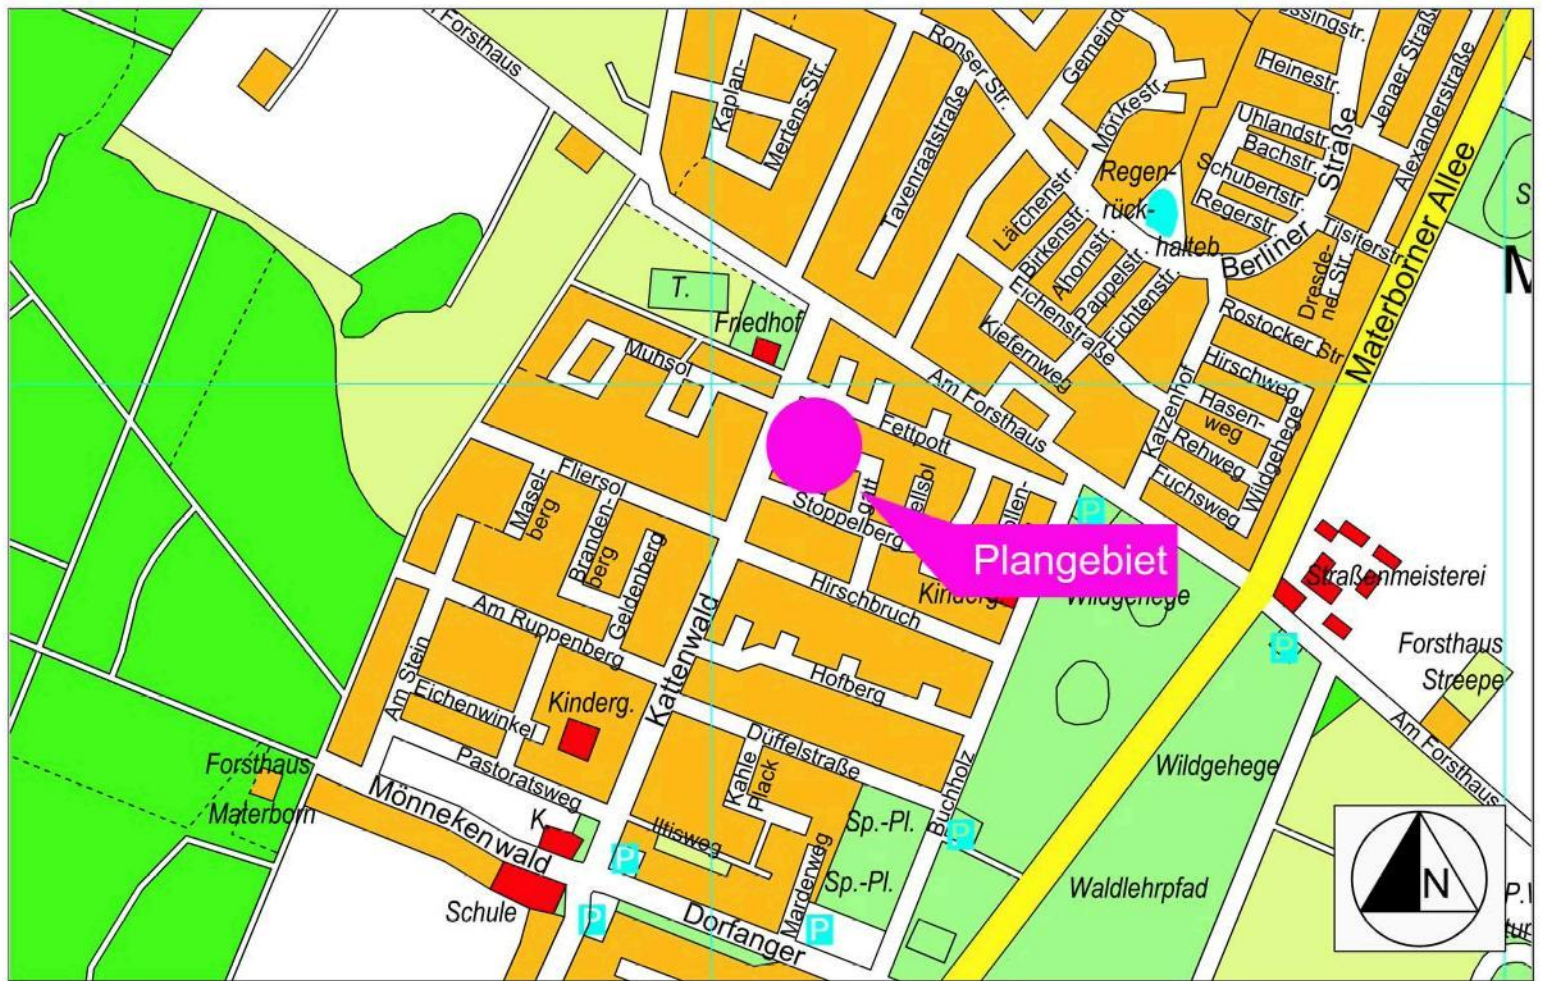 Forsthaus
Kaplan-
Mertens-Str.
Ronser Str.
Tavenraatstraße
Mörikestr.
Heinestr.
Jenaer Straße
Alexanderstraße
Uhlandstr.
Bachstr.
Schubertstr.
Regerstr.
Berliner Straße
Tilsiterstr.
Dresde-
ner Str.
Materborner Allee
Regen-
rück-
halteb.
Lärchenstr.
Birkenstr.
Ahornstr.
Pappelstr.
Fichtenstr.
Eichenstraße
Kiefernweg
Rostocker Str
Hirschweg
Hasen-
weg
Rehweg
Fuchsweg
Wildgehege
Katzenhof
T.
Friedhof
Am Forsthaus
Fettpott
Stoppelberg
Fliersol
Masel-
berg
Branden-
berg
Geldenberg
P
Plangebiet
Kinderg.
Wildgehege
Straßenmeisterei
Hirschbruch
Am Ruppenberg
Am Stein
Kattenwald
Hofberg
Eichenwinkel
Kinderg.
Pastoratsweg
Düffelstraße
Kahle
Plack
P
Forsthaus
Streepe
Am Forsthaus
Wildgehege
Forsthaus
Materborn
Mönnekenwald
K.
Iltisweg
Marderweg
Sp.-Pl.
Sp.-Pl.
Buchholz
P
P
Waldlehrpfad
Schule
P
Dorfanger
P
N